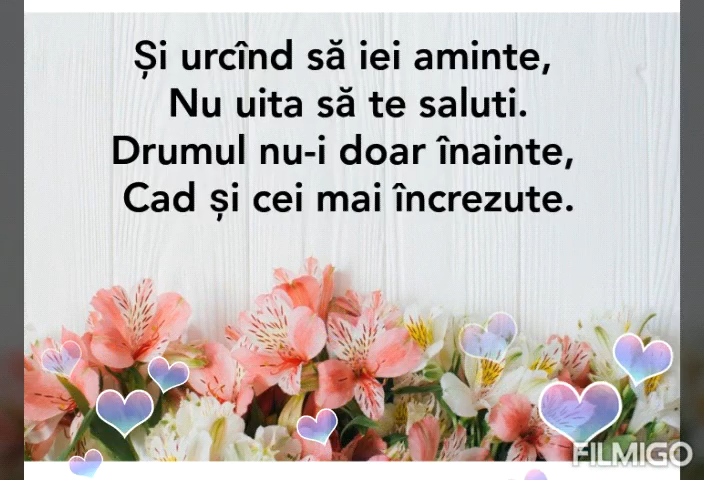 Și urcînd să iei aminte,
Nu uita să te saluti.
Drumul nu-i doar înainte,
Cad și cei mai încrezute.
FILMIGO